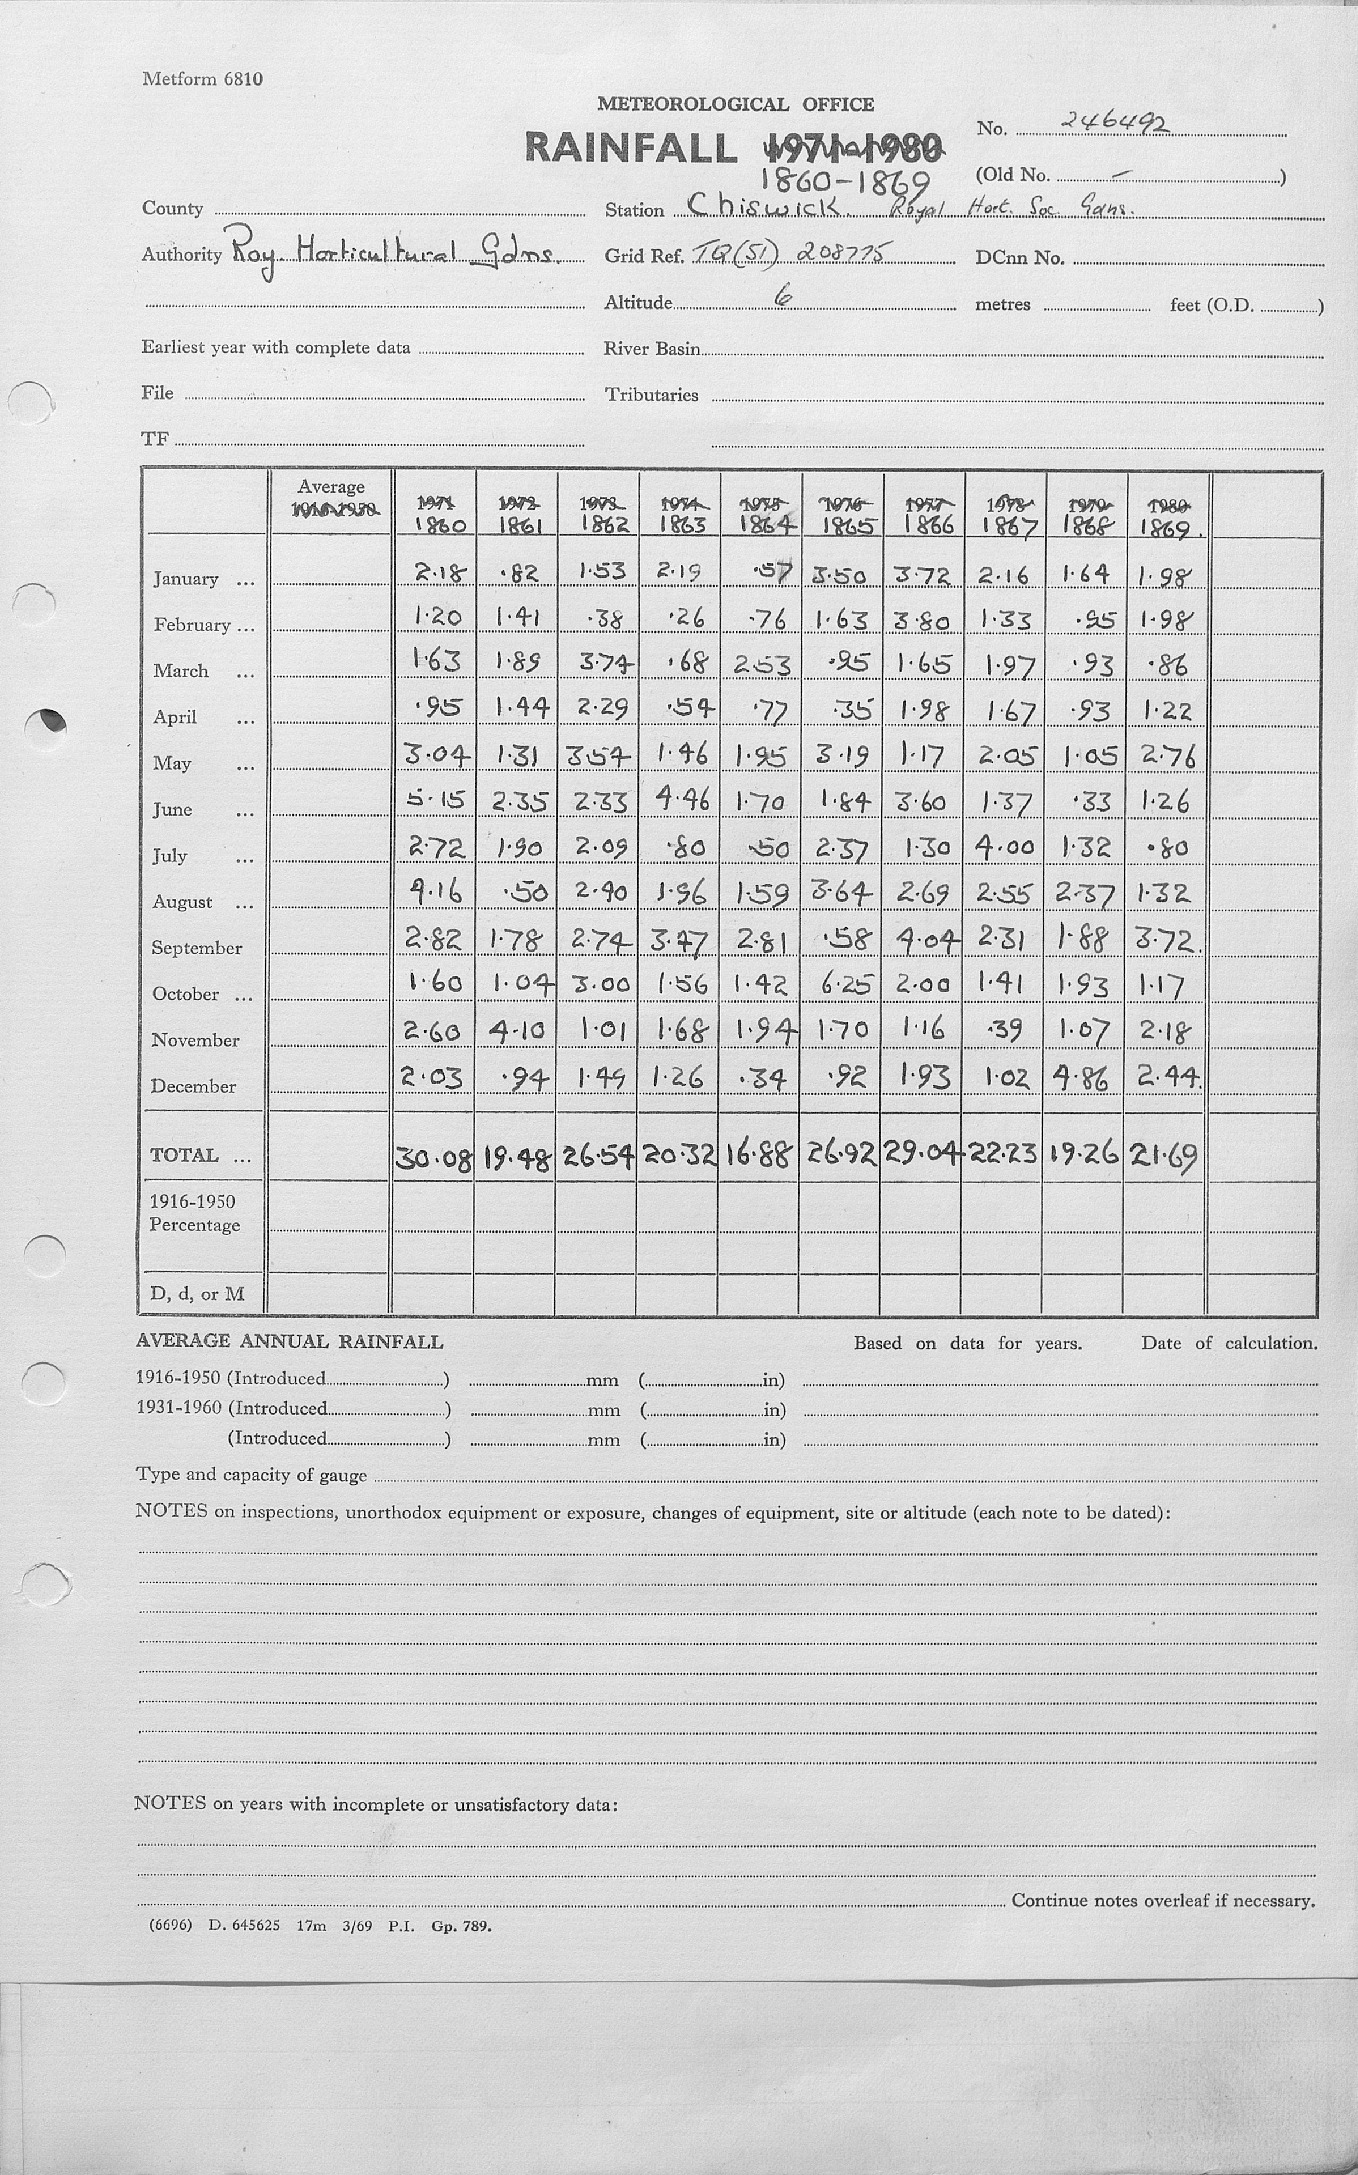 Metform 6810
METEOROLOGICAL OFFICE
RAINFALL 1971-1980
1860-1869
No. 246492
(Old No. – )
County
Station Chiswick. Royal Hort. Soc. Gdns.
Authority Roy. Horticultural Gdns.
Grid Ref. TQ(51) 208775
DCnn No.
Altitude 6 metres feet (O.D. )
Earliest year with complete data
River Basin
File
Tributaries
TF
Average 1916-1950 1971 1972 1973 1974 1975 1976 1977 1978 1979 1980
1860 1861 1862 1863 1864 1865 1866 1867 1868 1869.
January ... 2·18 ·82 1·53 2·19 ·57 3·50 3·72 2·16 1·64 1·98
February ... 1·20 1·41 ·38 ·26 ·76 1·63 3·80 1·33 ·95 1·98
March ... 1·63 1·89 3·74 ·68 2·53 ·95 1·65 1·97 ·93 ·86
April ... ·95 1·44 2·29 ·54 ·77 ·35 1·98 1·67 ·93 1·22
May ... 3·04 1·31 3·54 1·46 1·95 3·19 1·17 2·05 1·05 2·76
June ... 5·15 2·35 2·33 4·46 1·70 1·84 3·60 1·37 ·33 1·26
July ... 2·72 1·90 2·09 ·80 ·50 2·37 1·30 4·00 1·32 ·80
August ... 4·16 ·50 2·40 1·96 1·59 3·64 2·69 2·55 2·37 1·32
September 2·82 1·78 2·74 3·47 2·81 ·58 4·04 2·31 1·88 3·72.
October ... 1·60 1·04 3·00 1·56 1·42 6·25 2·00 1·41 1·93 1·17
November 2·60 4·10 1·01 1·68 1·94 1·70 1·16 ·39 1·07 2·18
December 2·03 ·94 1·49 1·26 ·34 ·92 1·93 1·02 4·86 2·44.
TOTAL ... 30·08 19·48 26·54 20·32 16·88 26·92 29·04 22·23 19·26 21·69
1916-1950
Percentage
D, d, or M
AVERAGE ANNUAL RAINFALL Based on data for years. Date of calculation.
1916-1950 (Introduced ) mm ( in)
1931-1960 (Introduced ) mm ( in)
(Introduced ) mm ( in)
Type and capacity of gauge
NOTES on inspections, unorthodox equipment or exposure, changes of equipment, site or altitude (each note to be dated):
NOTES on years with incomplete or unsatisfactory data:
Continue notes overleaf if necessary.
(6696) D. 645625 17m 3/69 P.I. Gp. 789.